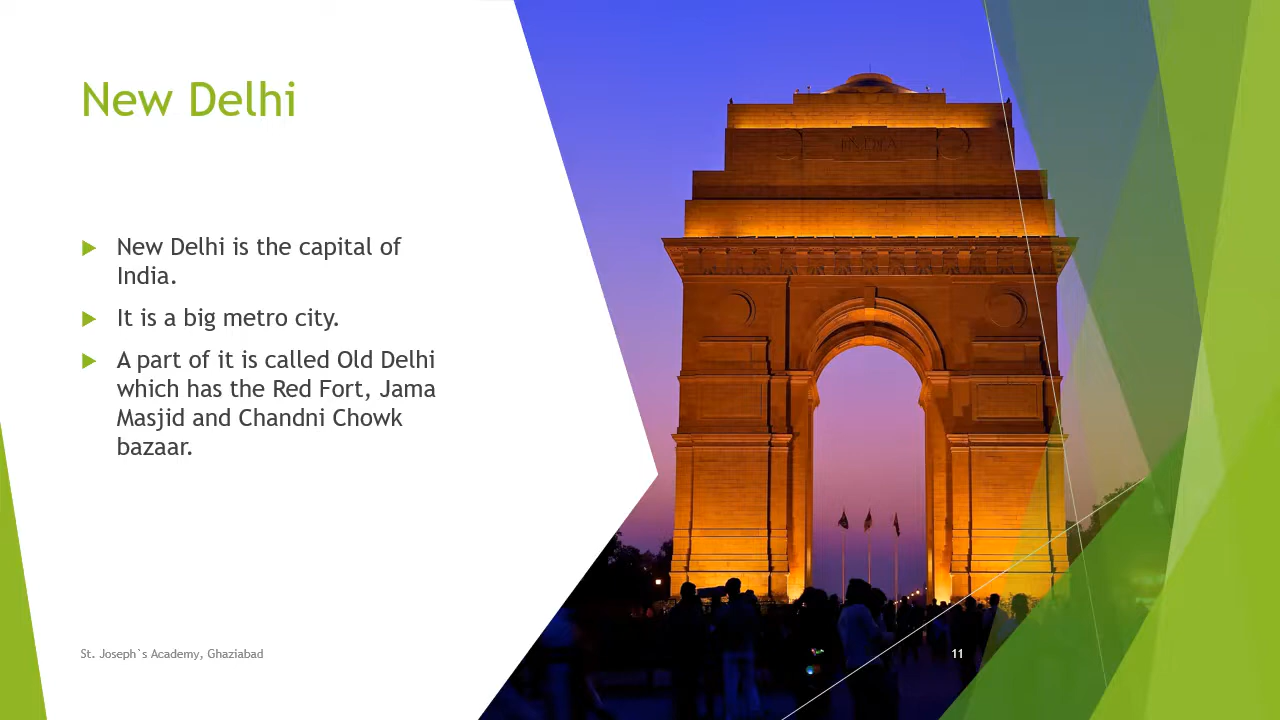 New Delhi
New Delhi is the capital of
India.
It is a big metro city.
A part of it is called Old Delhi
which has the Red Fort, Jama
Masjid and Chandni Chowk
bazaar.
INDIA
St. Joseph`s Academy, Ghaziabad
11